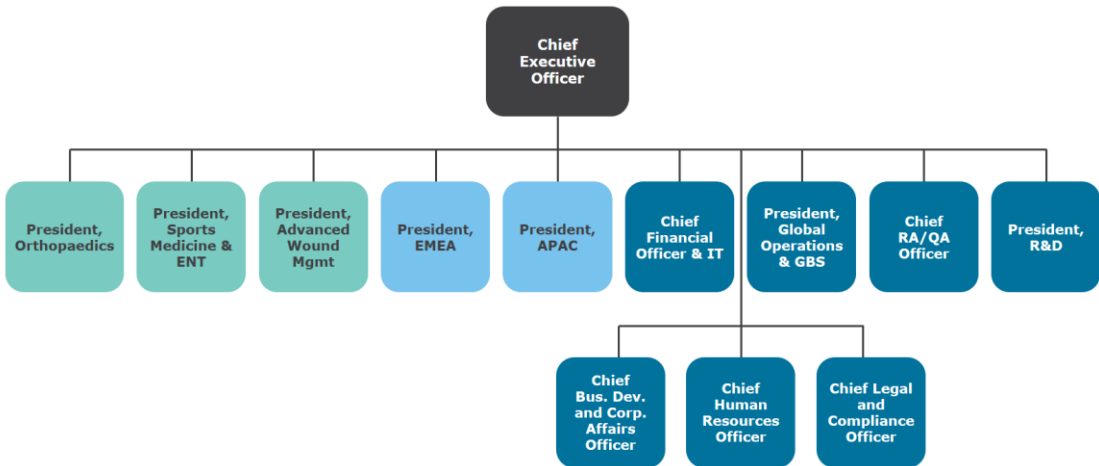 Chief
Executive
Officer
President,
Orthopaedics
President,
Sports
Medicine &
ENT
President,
Advanced
Wound
Mgmt
President,
EMEA
President,
APAC
Chief
Financial
Officer & IT
President,
Global
Operations
& GBS
Chief
RA/QA
Officer
President,
R&D
Chief
Bus. Dev.
and Corp.
Affairs
Officer
Chief
Human
Resources
Officer
Chief Legal
and
Compliance
Officer